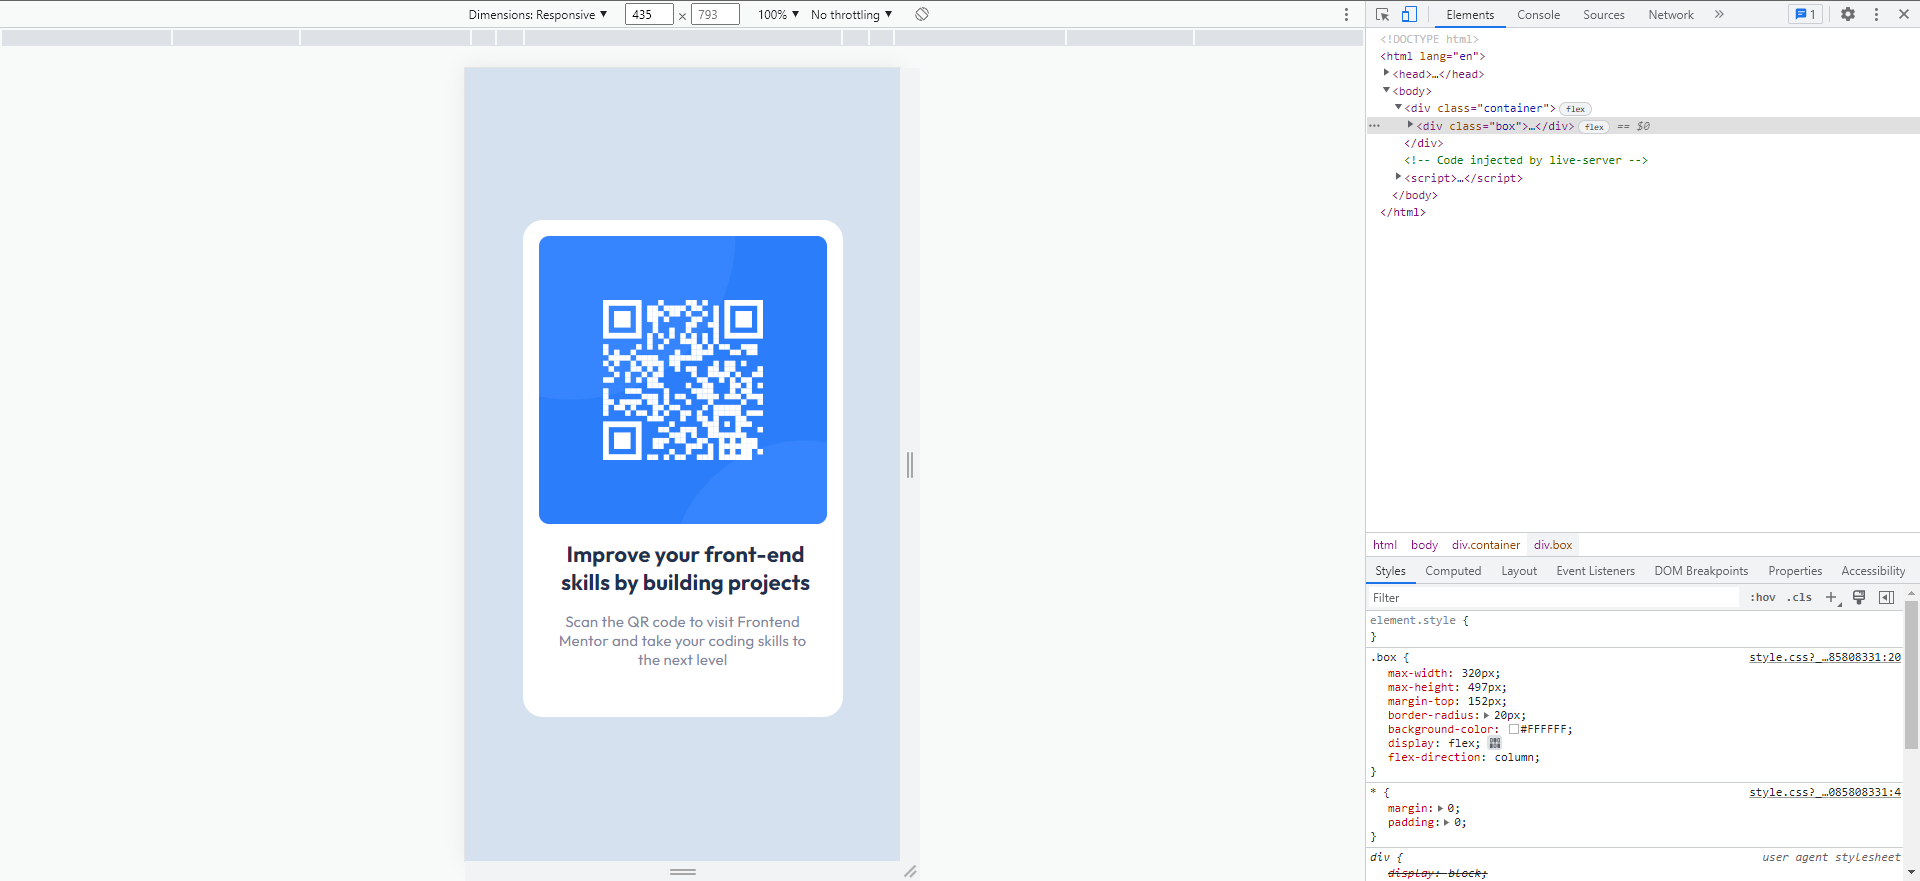 Dimensions: Responsive ▼ 435 × 793 100% ▼ No throttling ▼
Elements Console Sources Network » 1
<!DOCTYPE html>
<html lang="en">
<head>…</head>
<body>
<div class="container"> flex
<div class="box">…</div> flex == $0
</div>
<!-- Code injected by live-server -->
<script>…</script>
</body>
</html>
Improve your front-end
skills by building projects
Scan the QR code to visit Frontend
Mentor and take your coding skills to
the next level
html body div.container div.box
Styles Computed Layout Event Listeners DOM Breakpoints Properties Accessibility
Filter :hov .cls +
element.style {
}
.box { style.css?_…85808331:20
max-width: 320px;
max-height: 497px;
margin-top: 152px;
border-radius: 20px;
background-color: #FFFFFF;
display: flex;
flex-direction: column;
}
* { style.css?_…085808331:4
margin: 0;
padding: 0;
}
div { user agent stylesheet
display: block;